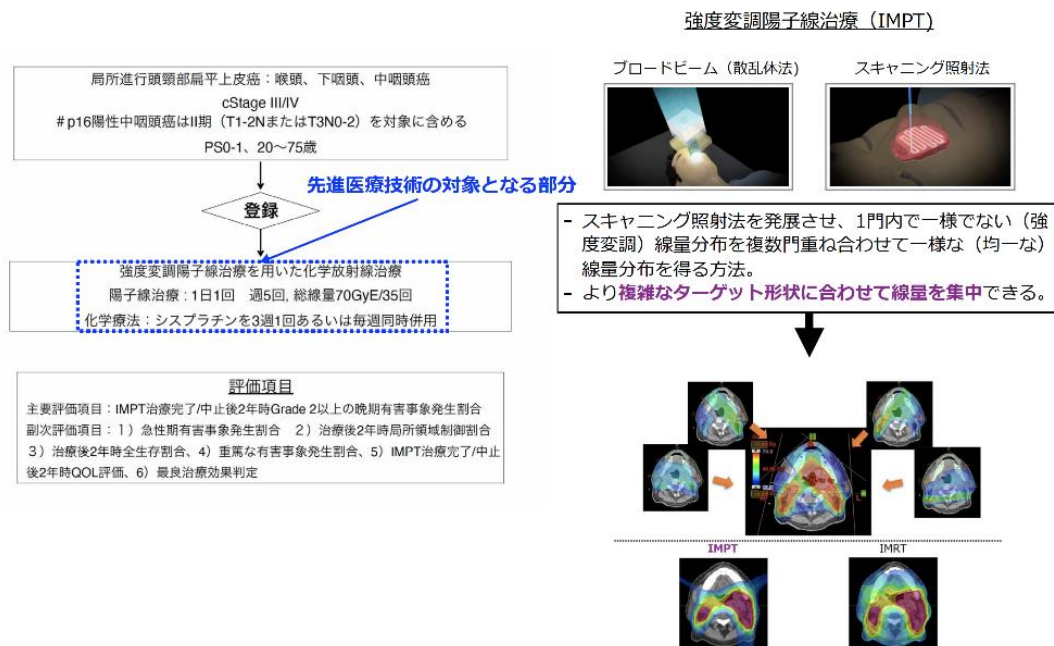 局所進行頭頸部扁平上皮癌：喉頭、下咽頭、中咽頭癌
cStage III/IV
＃p16陽性中咽頭癌はII期（T1-2NまたはT3N0-2）を対象に含める
PS0-1、20〜75歳
先進医療技術の対象となる部分
登録
強度変調陽子線治療を用いた化学放射線治療
陽子線治療：1日1回　週5回, 総線量70GyE/35回
化学療法：シスプラチンを3週1回あるいは毎週同時併用
評価項目
主要評価項目：IMPT治療完了/中止後2年時Grade 2以上の晩期有害事象発生割合
副次評価項目：１）急性期有害事象発生割合　２）治療後2年時局所領域制御割合
３）治療後2年時全生存割合、4）重篤な有害事象発生割合、5）IMPT治療完了/中止
後2年時QOL評価、6）最良治療効果判定
強度変調陽子線治療（IMPT)
ブロードビーム（散乱休法）
スキャニング照射法
- スキャニング照射法を発展させ、1門内で一様でない（強
度変調）線量分布を複数門重ね合わせて一様な（均一な）
線量分布を得る方法。
- より複雑なターゲット形状に合わせて線量を集中できる。
IMPT
IMRT